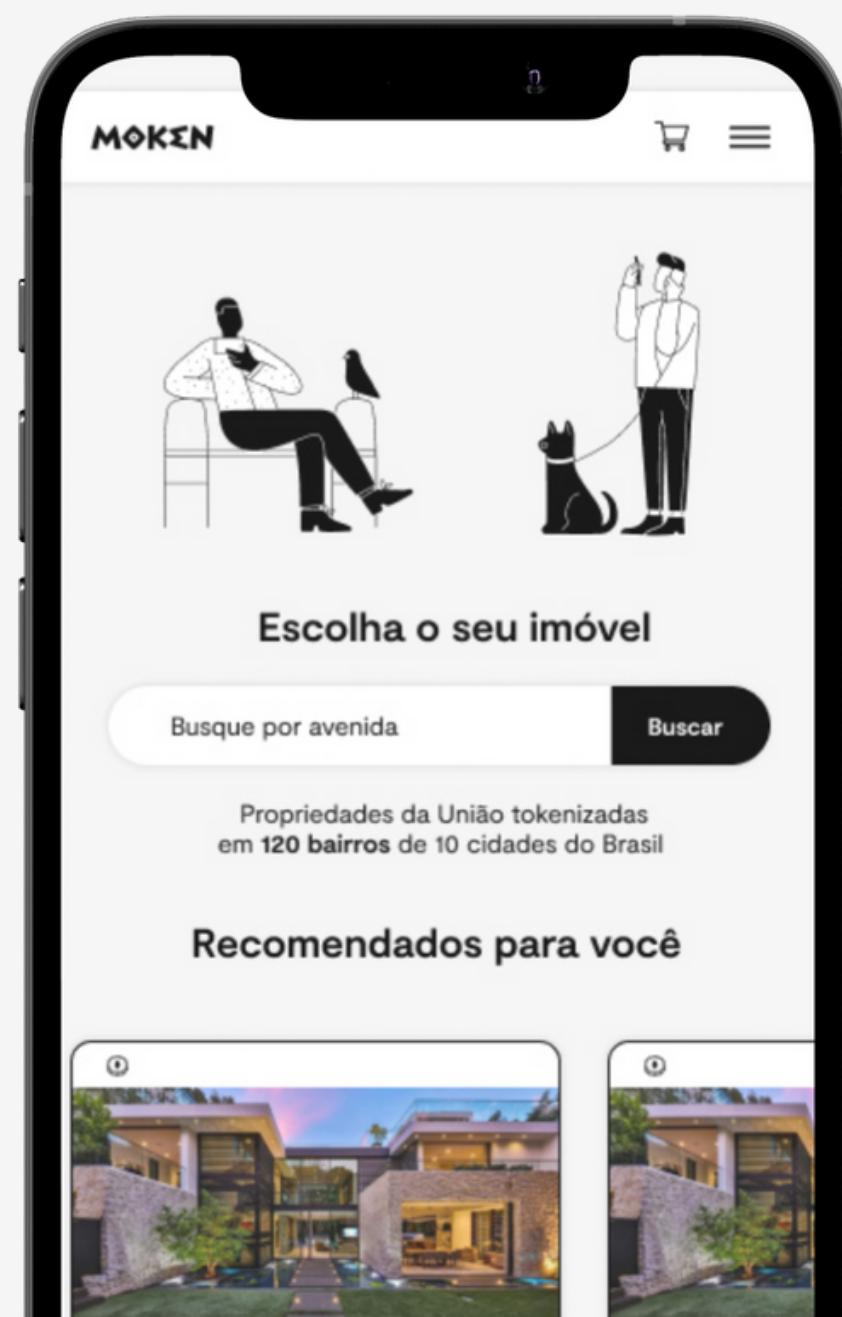 MOKEN
Escolha o seu imóvel
Busque por avenida
Buscar
Propriedades da União tokenizadas
em 120 bairros de 10 cidades do Brasil
Recomendados para você